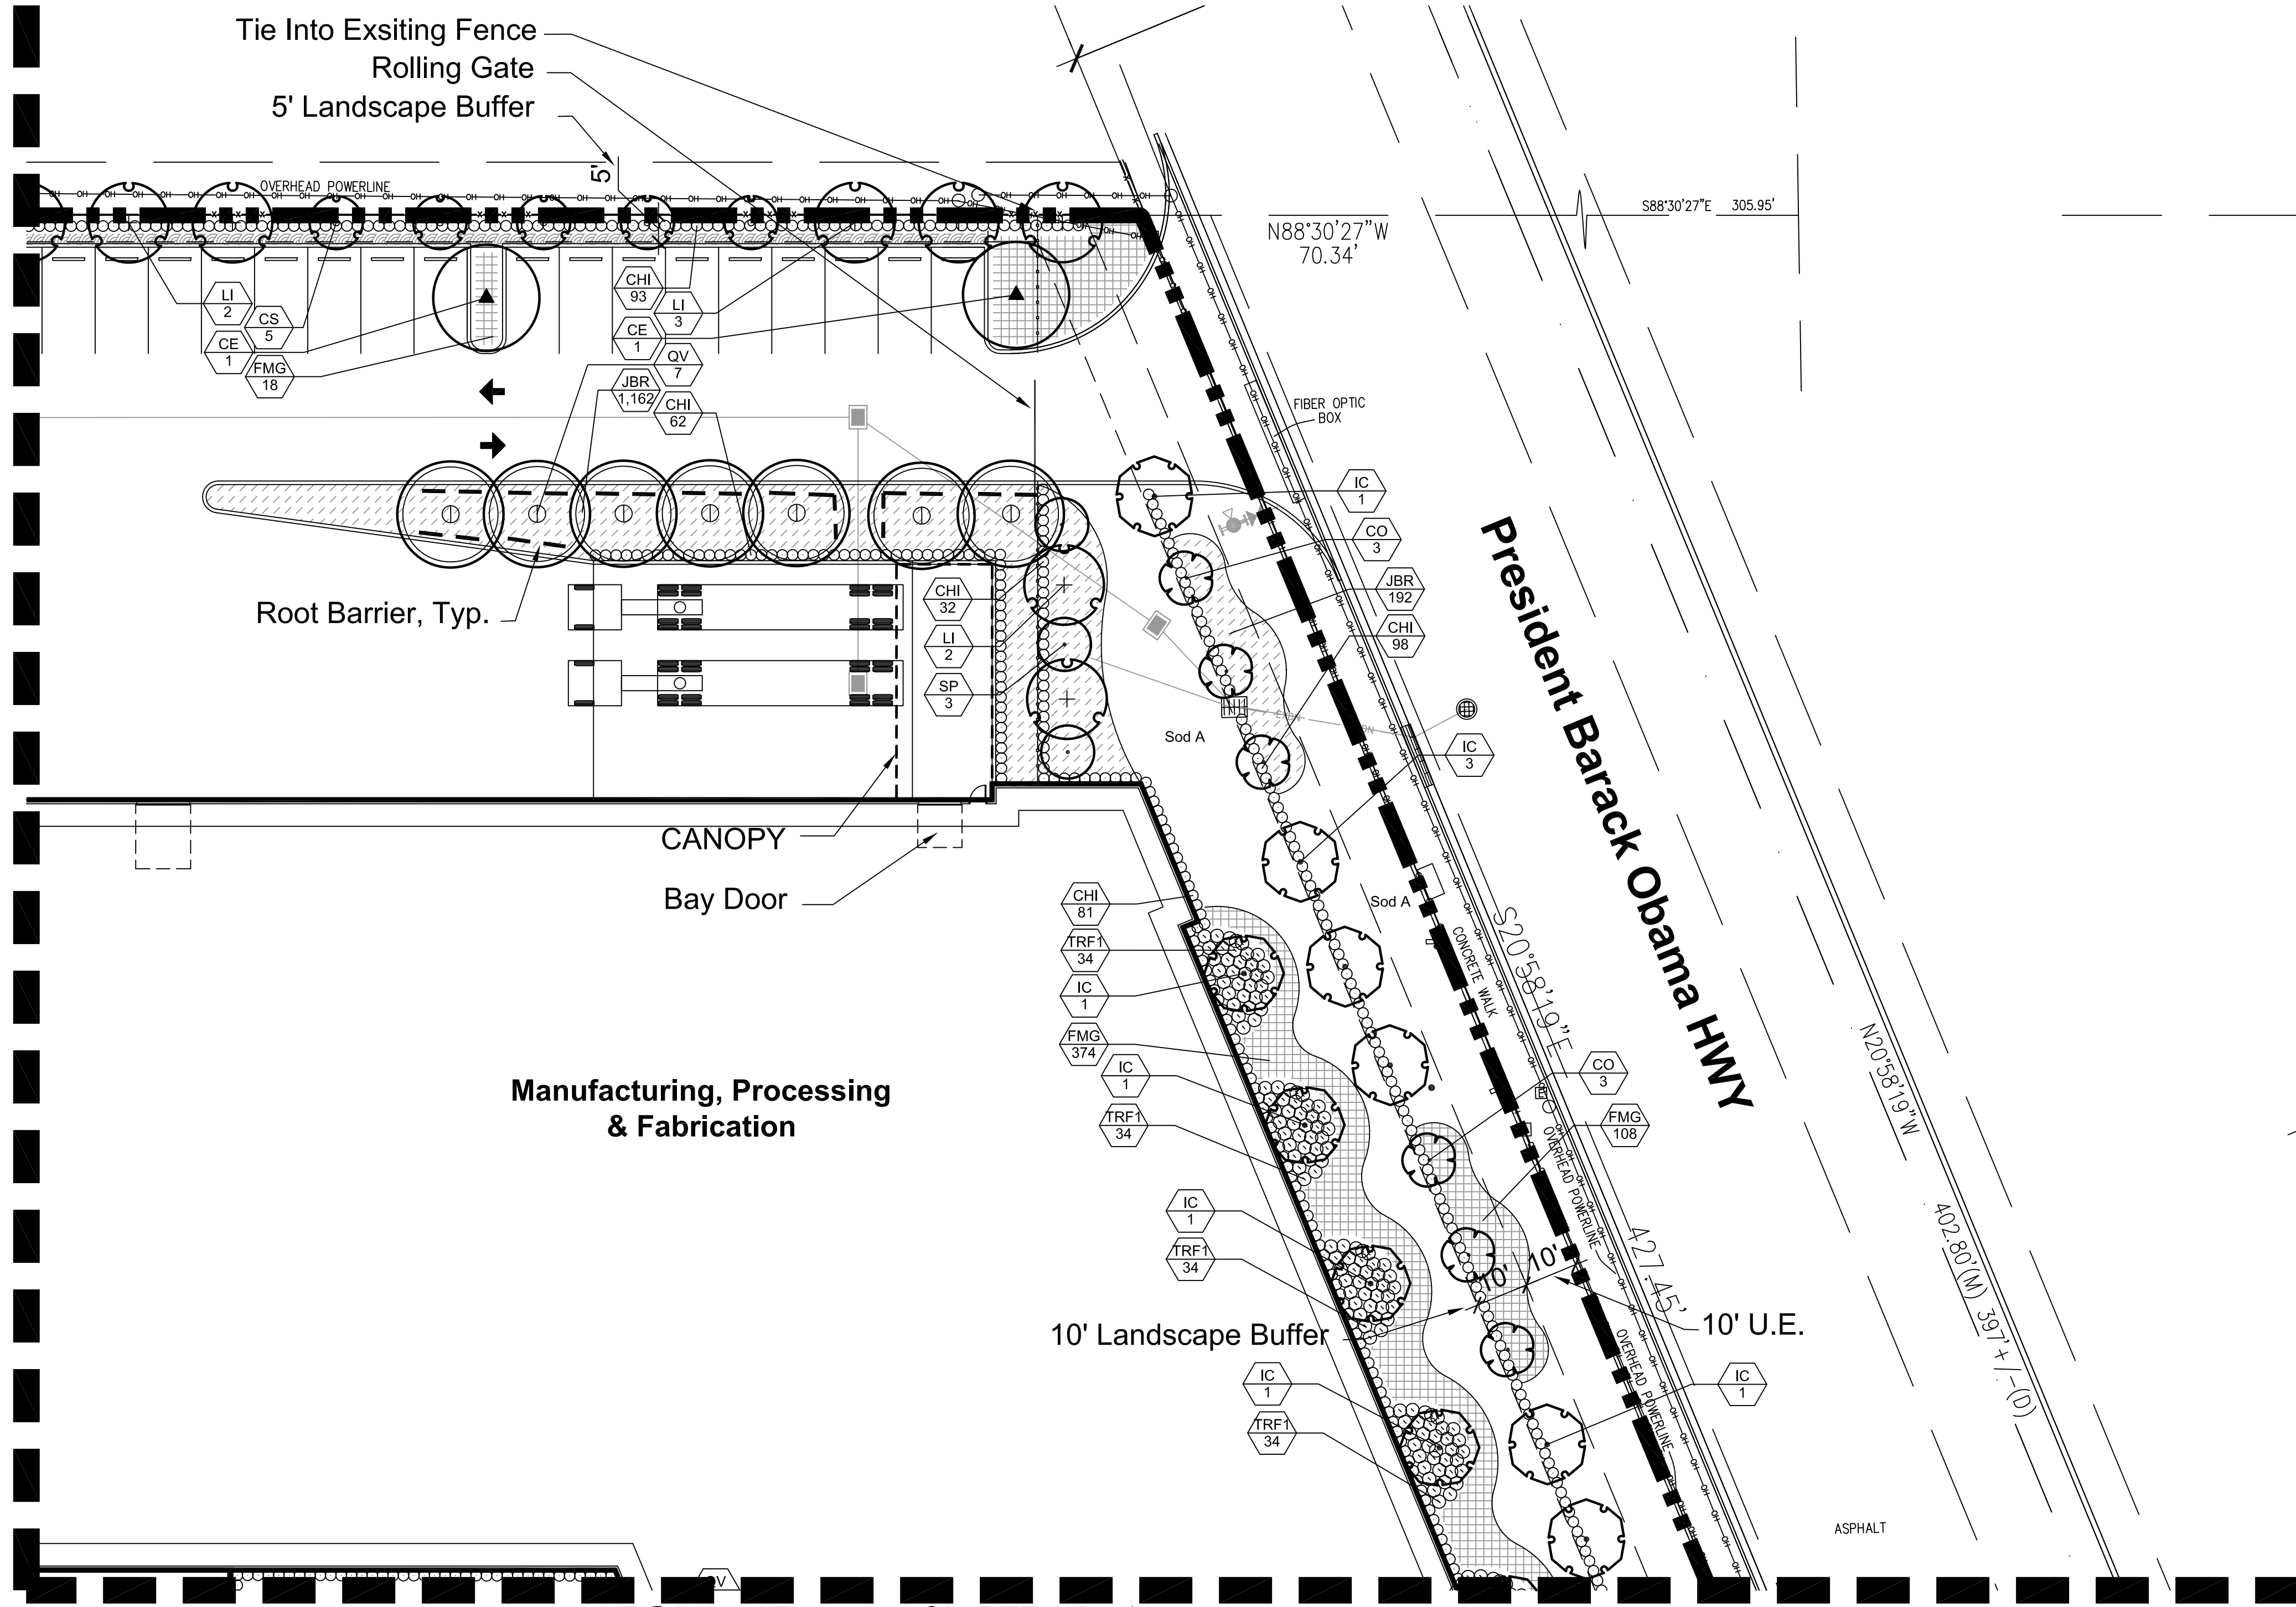 Tie Into Exsiting Fence
Rolling Gate
5' Landscape Buffer
5'
OVERHEAD POWERLINE
N88°30'27"W
70.34'
S88°30'27"E 305.95'
LI
2
CS
5
CE
1
FMG
18
CHI
93
LI
3
CE
1
QV
7
JBR
1,162
CHI
62
FIBER OPTIC
BOX
IC
1
CO
3
JBR
192
CHI
98
IC
3
Root Barrier, Typ.
CHI
32
LI
2
SP
3
Sod A
CANOPY
Bay Door
President Barack Obama HWY
CHI
81
TRF1
34
IC
1
FMG
374
IC
1
TRF1
34
IC
1
TRF1
34
IC
1
TRF1
34
Sod A
CONCRETE WALK
S20°58'19"E
427.45'
N20°58'19"W
402.80'(M) 397'+/-(D)
CO
3
FMG
108
OVERHEAD POWERLINE
10'
10'
10' Landscape Buffer
10' U.E.
OVERHEAD POWERLINE
IC
1
Manufacturing, Processing
& Fabrication
ASPHALT
QV